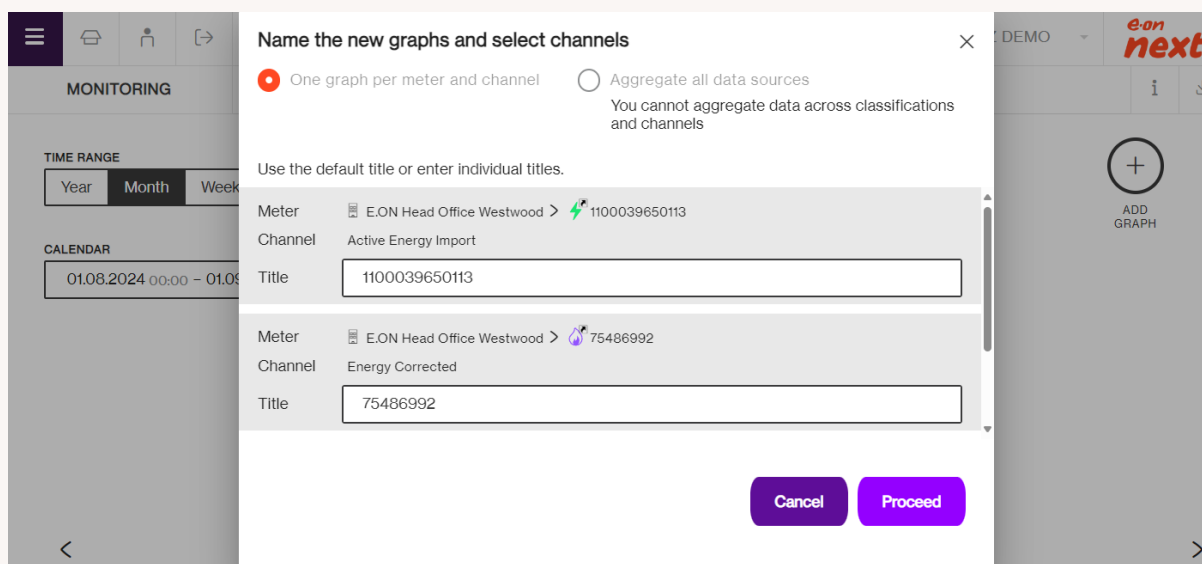 Name the new graphs and select channels
DEMO
e·on
next
MONITORING
One graph per meter and channel
Aggregate all data sources
You cannot aggregate data across classifications
and channels
TIME RANGE
Year Month Week
Use the default title or enter individual titles.
Meter E.ON Head Office Westwood > 1100039650113
Channel Active Energy Import
Title 1100039650113
ADD
GRAPH
CALENDAR
01.08.2024 00:00 – 01.09
Meter E.ON Head Office Westwood > 75486992
Channel Energy Corrected
Title 75486992
Cancel Proceed